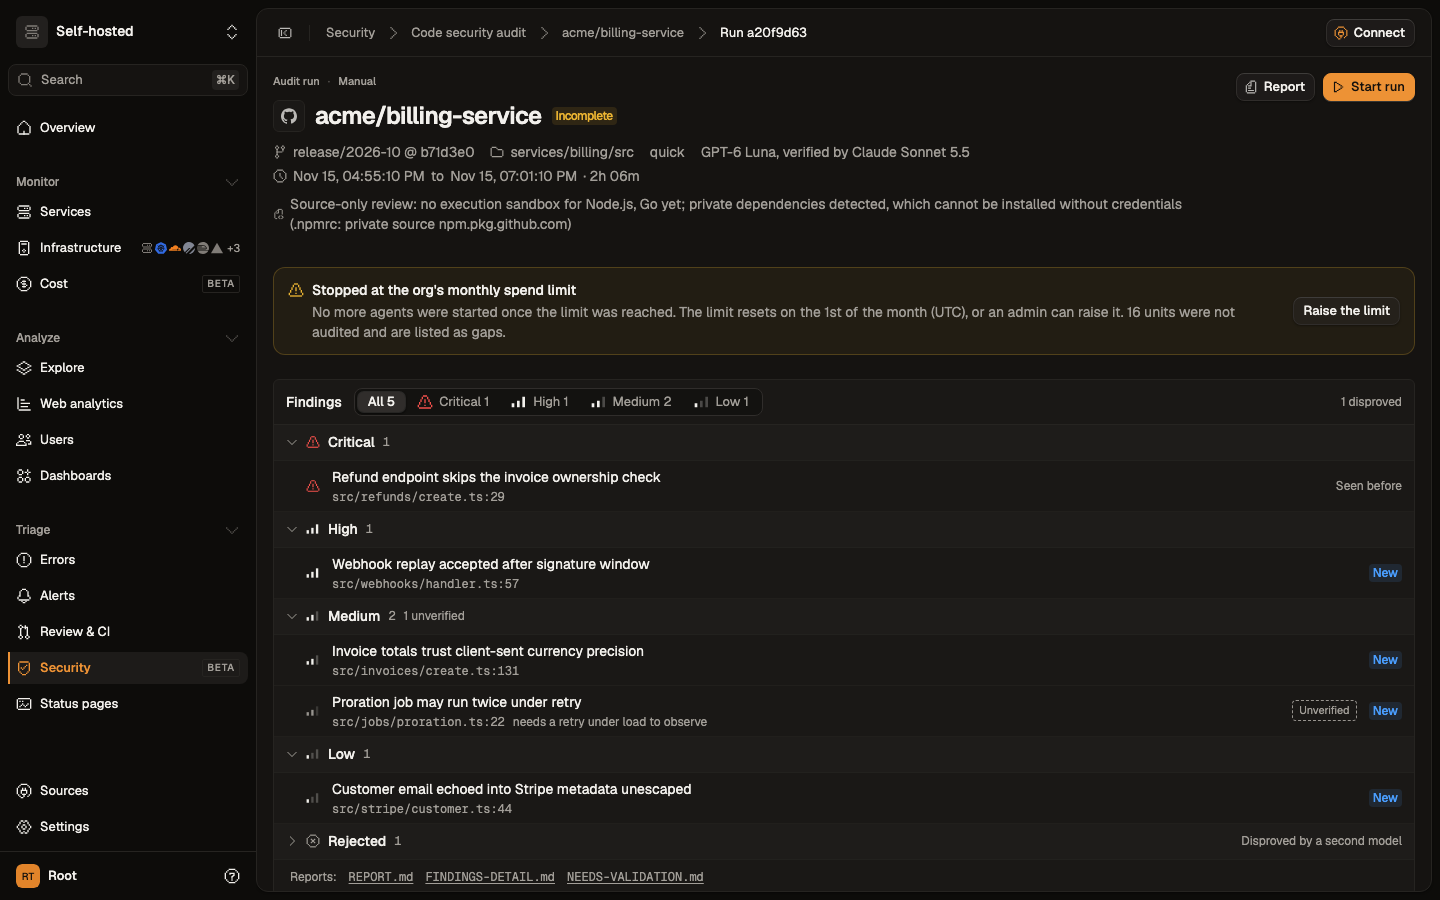 Self-hosted
Search ⌘K
Overview
Monitor
Services
Infrastructure +3
Cost BETA
Analyze
Explore
Web analytics
Users
Dashboards
Triage
Errors
Alerts
Review & CI
Security BETA
Status pages
Sources
Settings
RT Root
Security Code security audit acme/billing-service Run a20f9d63
Connect
Audit run · Manual
Report
Start run
acme/billing-service Incomplete
release/2026-10 @ b71d3e0 services/billing/src quick GPT-6 Luna, verified by Claude Sonnet 5.5
Nov 15, 04:55:10 PM to Nov 15, 07:01:10 PM · 2h 06m
Source-only review: no execution sandbox for Node.js, Go yet; private dependencies detected, which cannot be installed without credentials
(.npmrc: private source npm.pkg.github.com)
Stopped at the org's monthly spend limit
No more agents were started once the limit was reached. The limit resets on the 1st of the month (UTC), or an admin can raise it. 16 units were not
audited and are listed as gaps.
Raise the limit
Findings All 5 Critical 1 High 1 Medium 2 Low 1 1 disproved
Critical 1
Refund endpoint skips the invoice ownership check
src/refunds/create.ts:29
Seen before
High 1
Webhook replay accepted after signature window
src/webhooks/handler.ts:57
New
Medium 2 1 unverified
Invoice totals trust client-sent currency precision
src/invoices/create.ts:131
New
Proration job may run twice under retry
src/jobs/proration.ts:22 needs a retry under load to observe
Unverified New
Low 1
Customer email echoed into Stripe metadata unescaped
src/stripe/customer.ts:44
New
Rejected 1 Disproved by a second model
Reports: REPORT.md FINDINGS-DETAIL.md NEEDS-VALIDATION.md